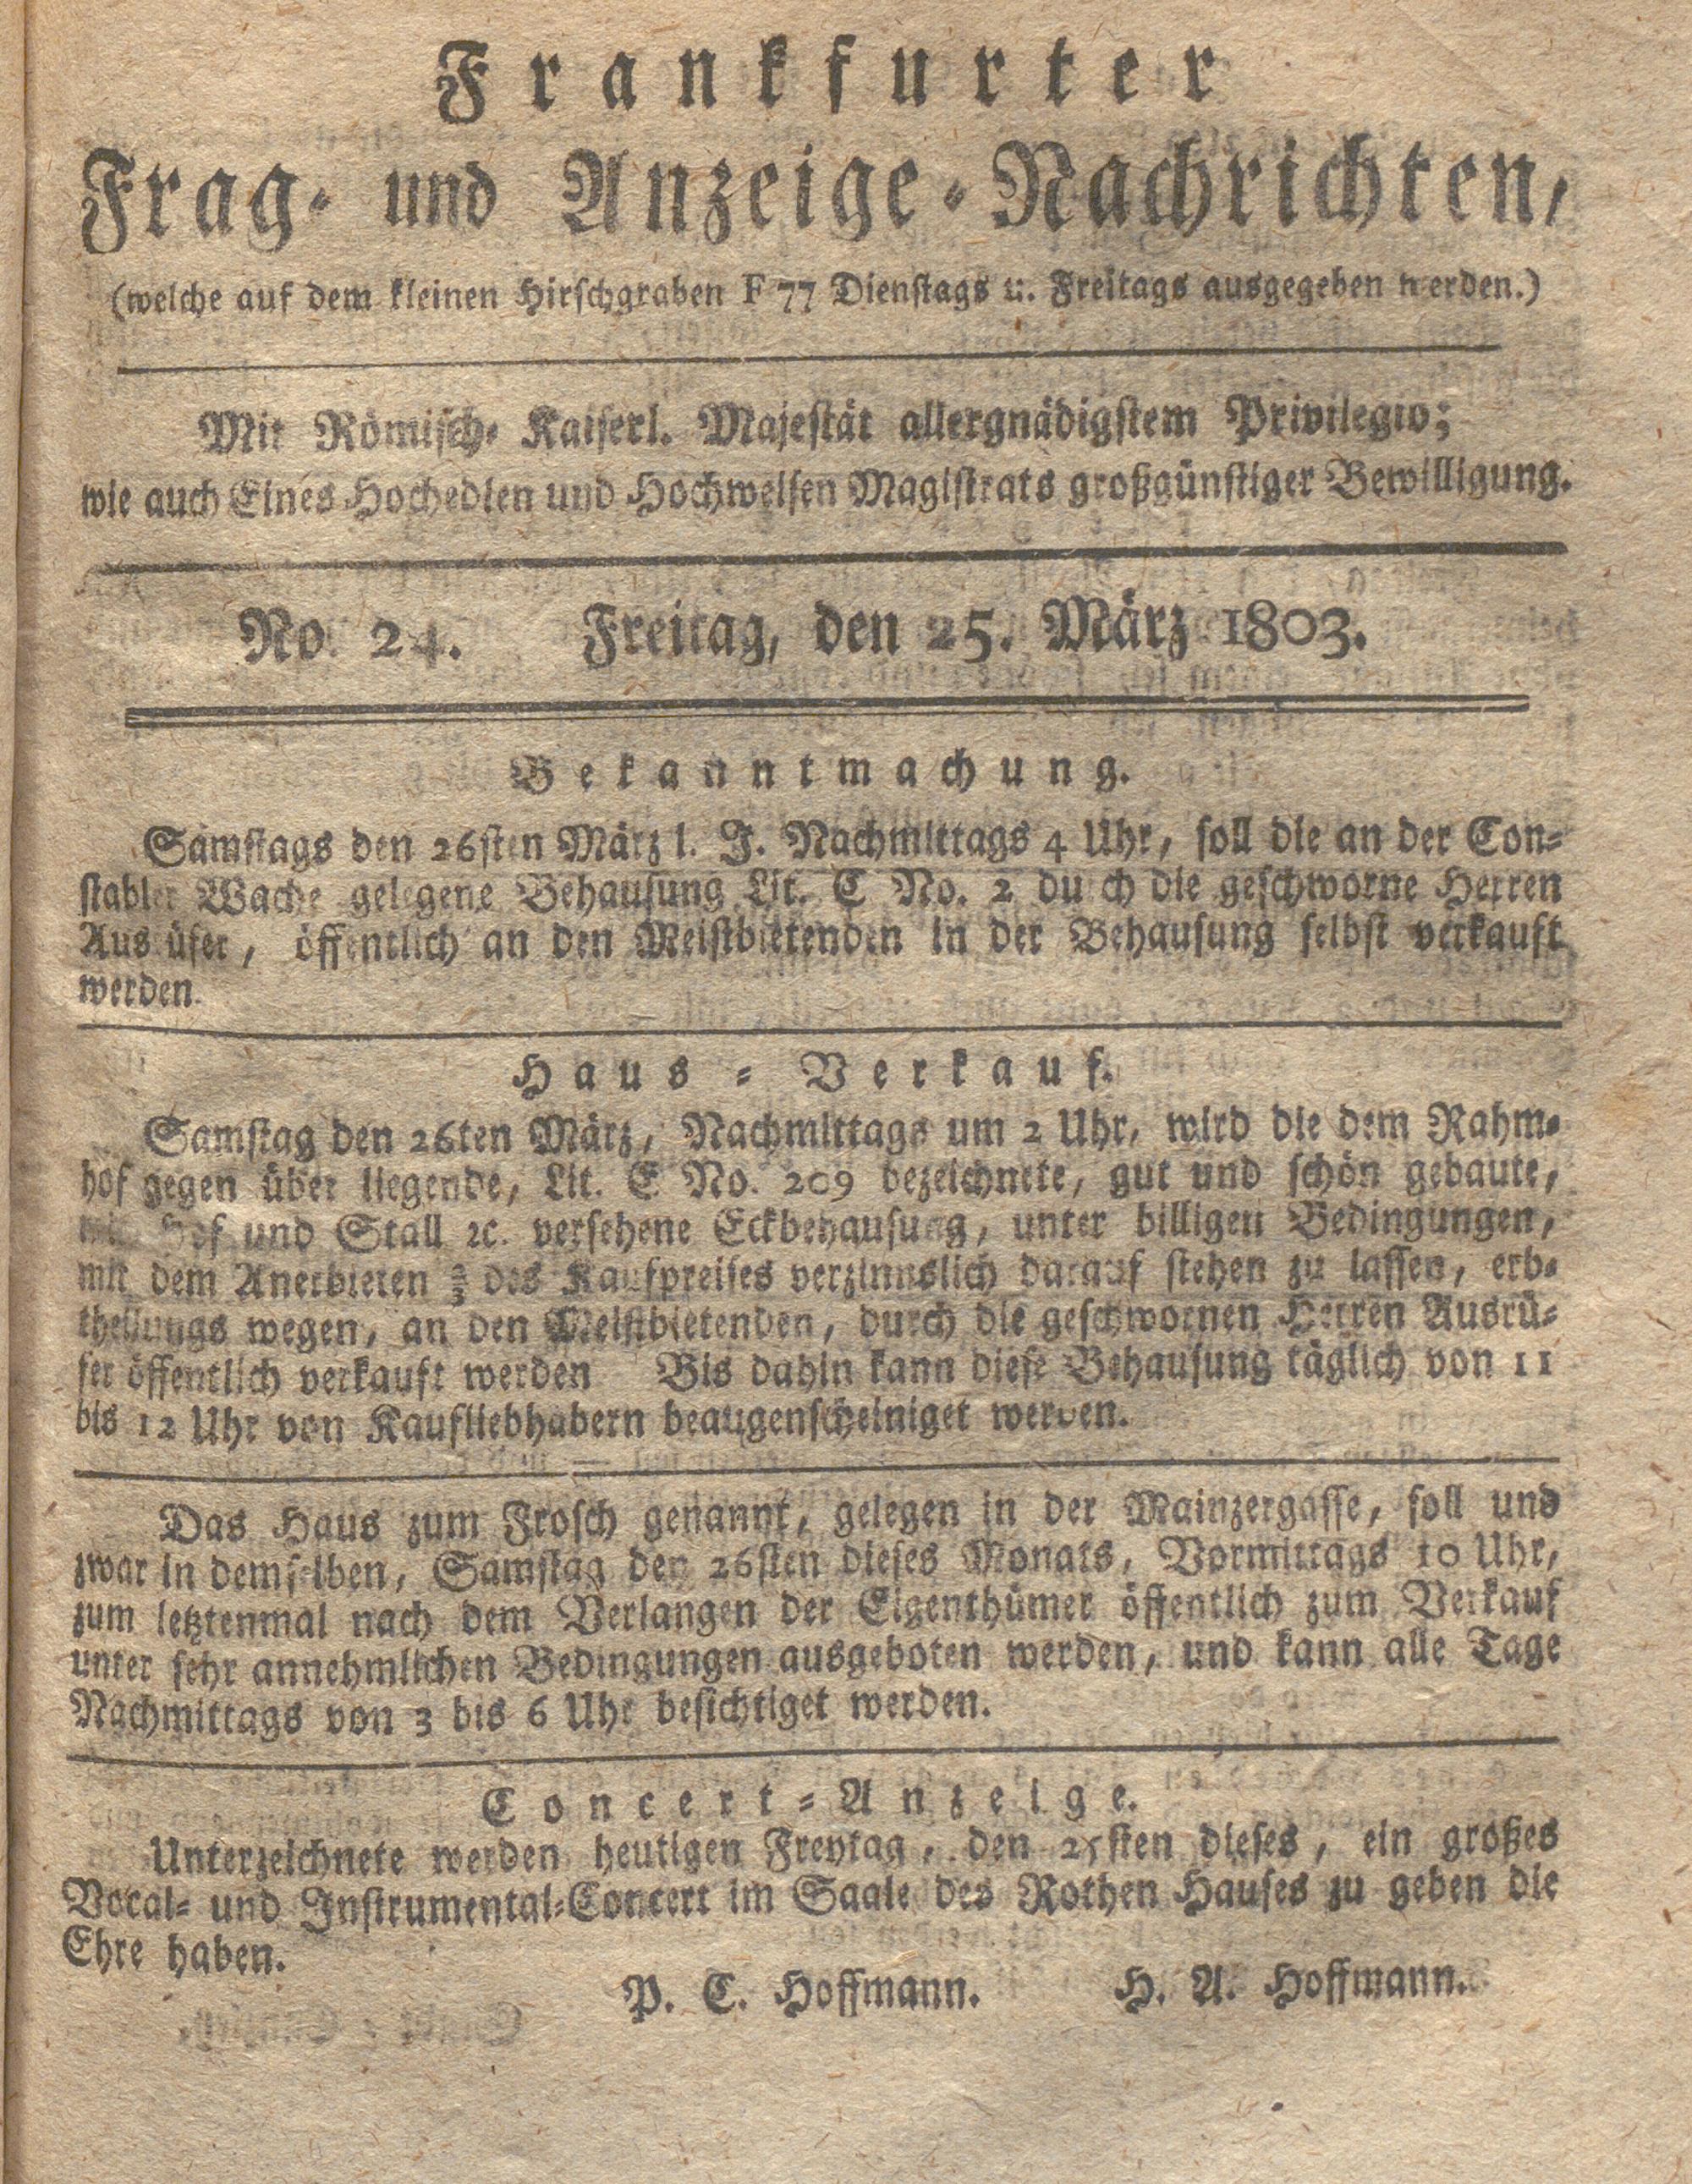 Frankfurter
Frag- und Anzeige-Nachrichten,
(welche auf dem kleinen Hirschgraben F 77 Dienstags u. Freitags ausgegeben werden.)
Mit Römisch- Kaiserl. Majestät allergnädigstem Privilegio;
wie auch Eines Hochedlen und Hochweisen Magistrats großgünstiger Bewilligung.
No. 24. Freitag, den 25. März 1803.
Bekanntmachung.
Samstags den 26sten März l. J. Nachmittags 4 Uhr, soll die an der Con-
stabler Wache gelegene Behausung Lit. C No. 2 durch die geschworne Herren
Ausrüfer, öffentlich an den Meistbietenden in der Behausung selbst verkauft
werden.
Haus-Verkauf.
Samstag den 26ten März, Nachmittags um 2 Uhr, wird die dem Rahm-
hof gegen über liegende, Lit. E No. 209 bezeichnete, gut und schön gebaute,
mit Hof und Stall ꝛc. versehene Eckbehausung, unter billigen Bedingungen,
mit dem Anerbieten ⅔ des Kaufpreises verzinnslich darauf stehen zu lassen, erb-
theilungs wegen, an den Meistbietenden, durch die geschwornen Herren Ausrü-
fer öffentlich verkauft werden Bis dahin kann diese Behausung täglich von 11
bis 12 Uhr von Kaufliebhabern beaugenscheiniget werden.
Das Haus zum Frosch genannt, gelegen in der Mainzergasse, soll und
zwar in demselben, Samstag den 26sten dieses Monats, Vormittags 10 Uhr,
zum letztenmal nach dem Verlangen der Eigenthümer öffentlich zum Verkauf
unter sehr annehmlichen Bedingungen ausgeboten werden, und kann alle Tage
Nachmittags von 3 bis 6 Uhr besichtiget werden.
Concert-Anzeige.
Unterzeichnete werden heutigen Freytag, den 25sten dieses, ein großes
Vocal- und Instrumental-Concert im Saale des Rothen Hauses zu geben die
Ehre haben.
P. C. Hoffmann. H. A. Hoffmann.